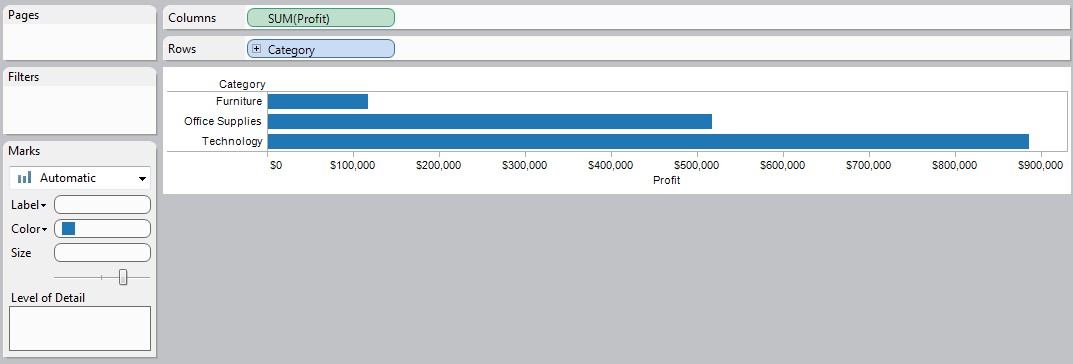 Pages
Columns
SUM(Profit)
Rows
Category
Filters
Category
Furniture
Office Supplies
Technology
$0 $100,000 $200,000 $300,000 $400,000 $500,000 $600,000 $700,000 $800,000 $900,000
Profit
Marks
Automatic
Label
Color
Size
Level of Detail